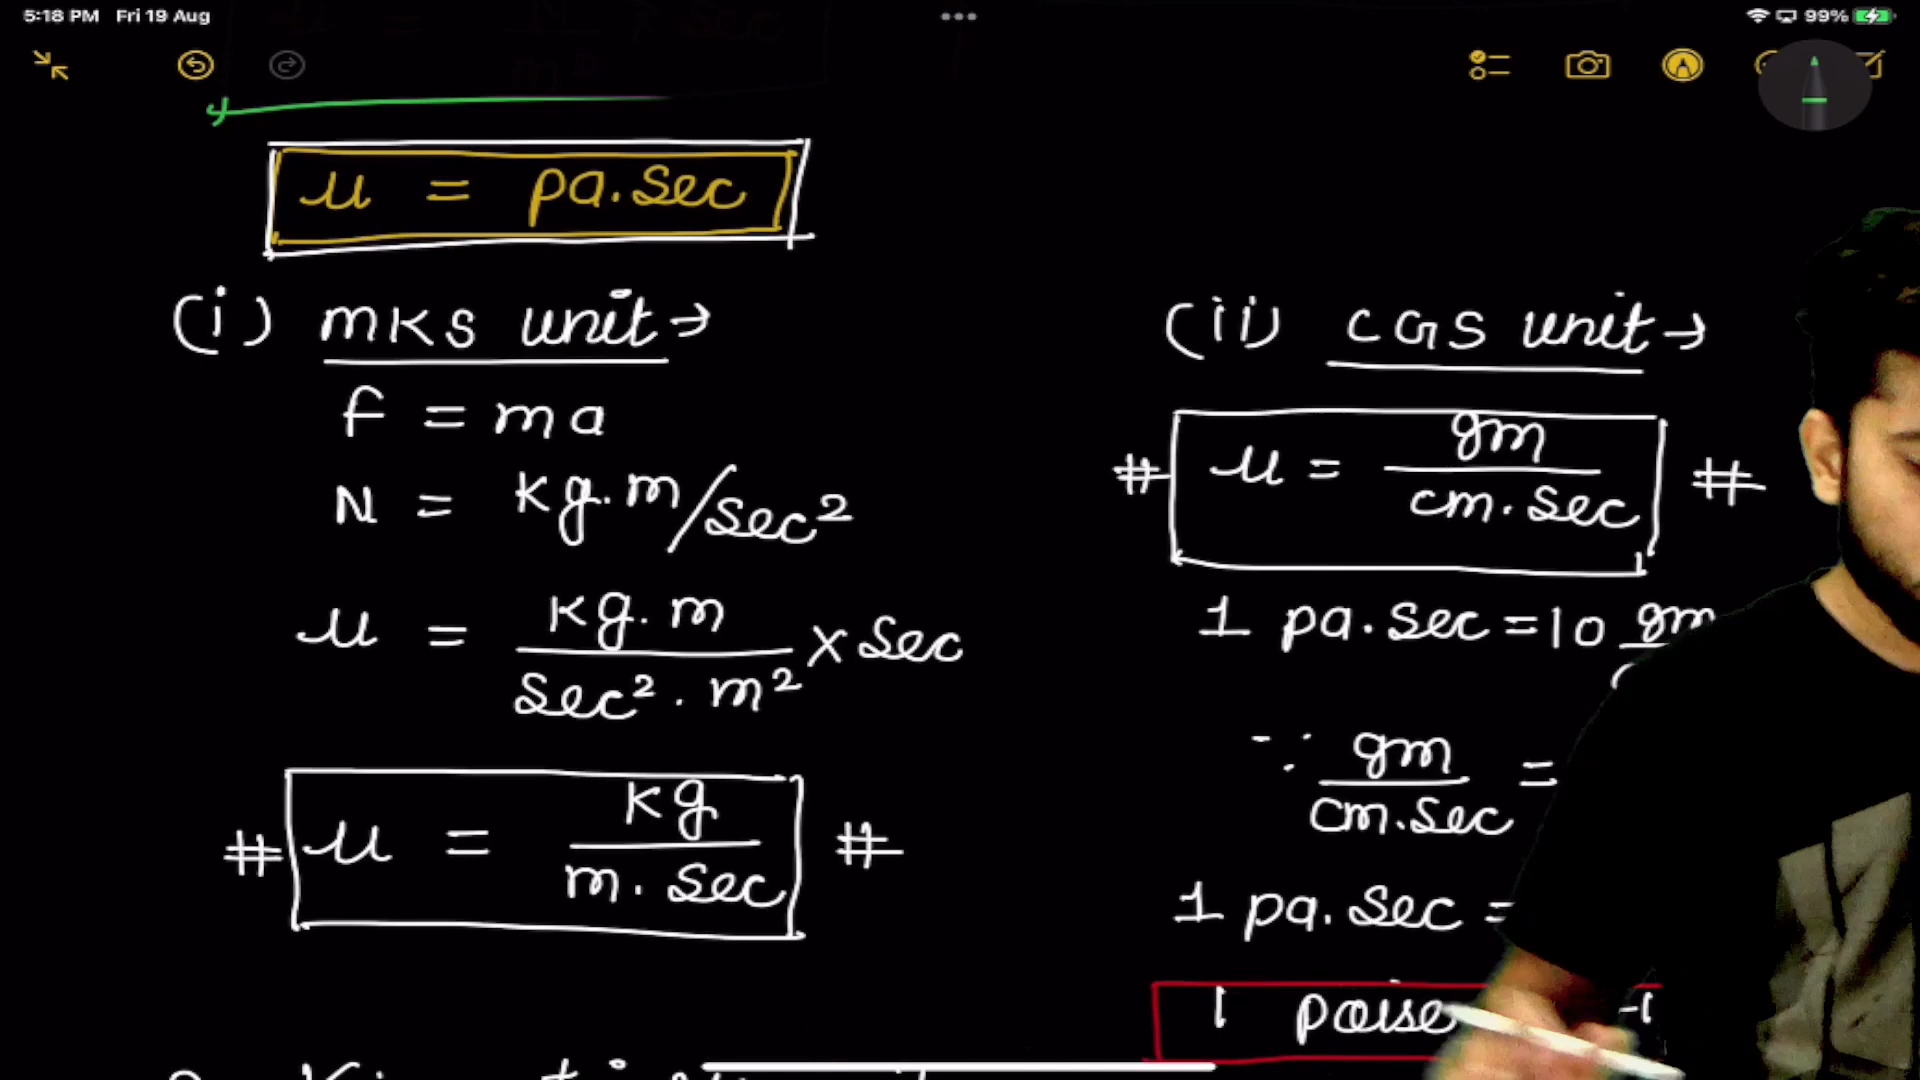 5:18 PM Fri 19 Aug
99%
u = pa.sec
(i) MKS unit →
f = ma
N = kg.m/sec²
u = kg.m / sec² . m² × sec
# u = kg / m. sec #
(ii) CGS unit →
# u = gm / cm. sec #
1 pa.sec = 10 gm
∵ gm / cm.sec =
1 pa.sec =
1 poise